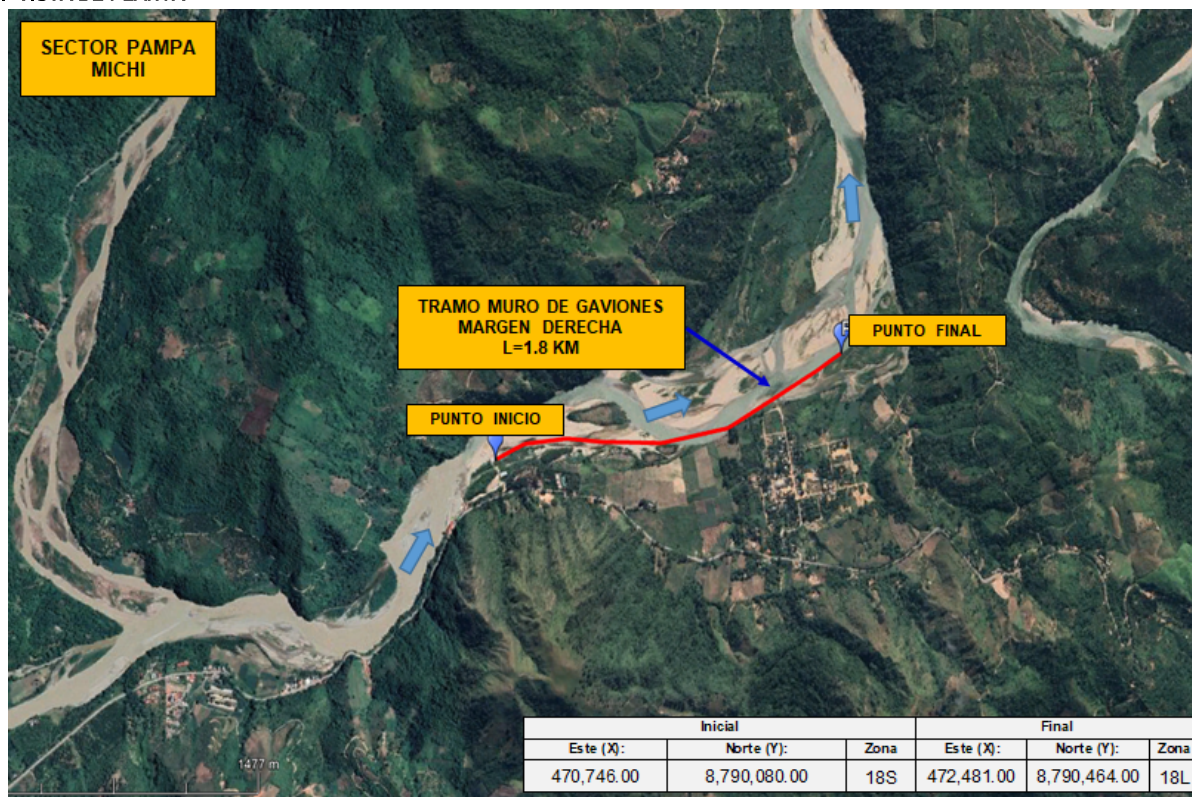 SECTOR PAMPA
MICHI
TRAMO MURO DE GAVIONES
MARGEN DERECHA
L=1.8 KM
PUNTO FINAL
PUNTO INICIO
1477 m
Inicial Final
Este (X): Norte (Y): Zona Este (X): Norte (Y): Zona
470,746.00 8,790,080.00 18S 472,481.00 8,790,464.00 18L